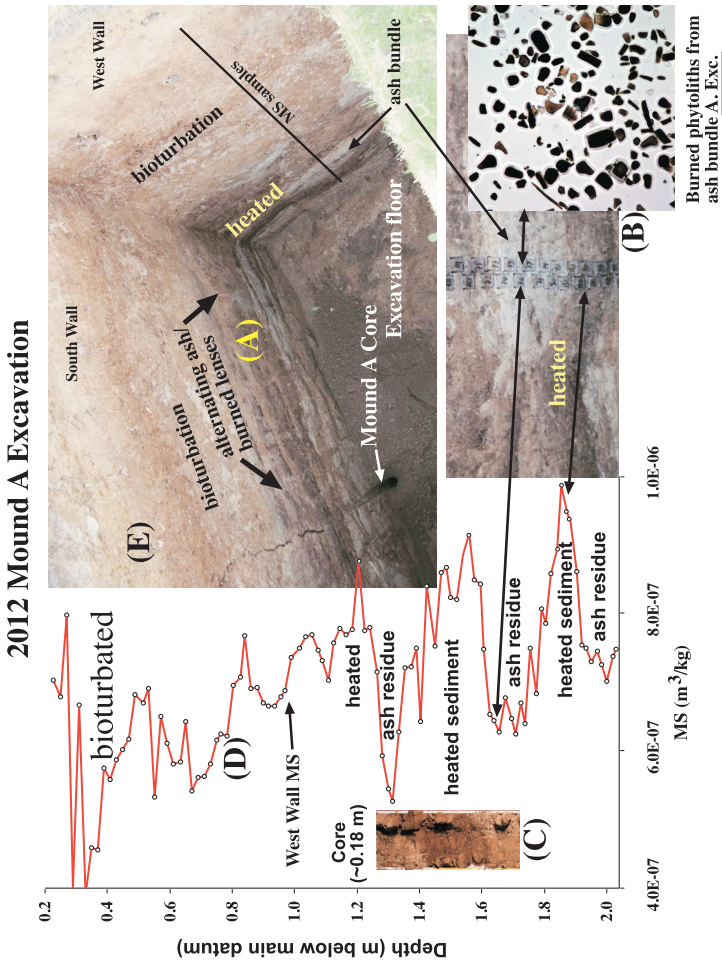 2012 Mound A Excavation
South Wall
West Wall
(E)
bioturbation
MS samples
bioturbation
alternating ash/
burned lenses
(A)
heated
ash bundle
Mound A Core
Excavation floor
heated
(B)
Burned phytoliths from
ash bundle A. Exc.
bioturbated
(D)
West Wall MS
heated
ash residue
heated sediment
ash residue
heated sediment
ash residue
Core
(~0.18 m)
(C)
Depth (m below main datum)
0.2
0.4
0.6
0.8
1.0
1.2
1.4
1.6
1.8
2.0
4.0E-07
6.0E-07
8.0E-07
1.0E-06
MS (m³/kg)